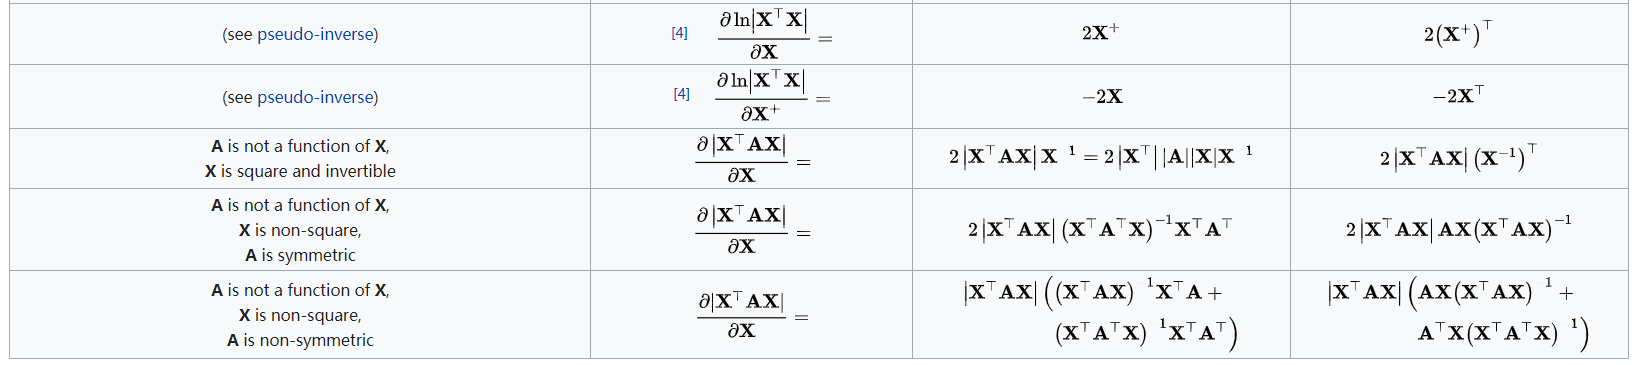 (see pseudo-inverse) [4] ∂ ln|X⊤X| / ∂X = 2X⁺ 2(X⁺)⊤
(see pseudo-inverse) [4] ∂ ln|X⊤X| / ∂X⁺ = −2X −2X⊤
A is not a function of X,
X is square and invertible
∂ |X⊤AX| / ∂X = 2 |X⊤AX| X ¹ = 2 |X⊤| |A||X|X ¹ 2 |X⊤AX| (X⁻¹)⊤
A is not a function of X,
X is non-square,
A is symmetric
∂ |X⊤AX| / ∂X = 2 |X⊤AX| (X⊤A⊤X)⁻¹X⊤A⊤ 2 |X⊤AX| AX(X⊤AX)⁻¹
A is not a function of X,
X is non-square,
A is non-symmetric
∂|X⊤AX| / ∂X = |X⊤AX| ((X⊤AX) ¹X⊤A +
(X⊤A⊤X) ¹X⊤A⊤)
|X⊤AX| (AX(X⊤AX) ¹ +
A⊤X(X⊤A⊤X) ¹)